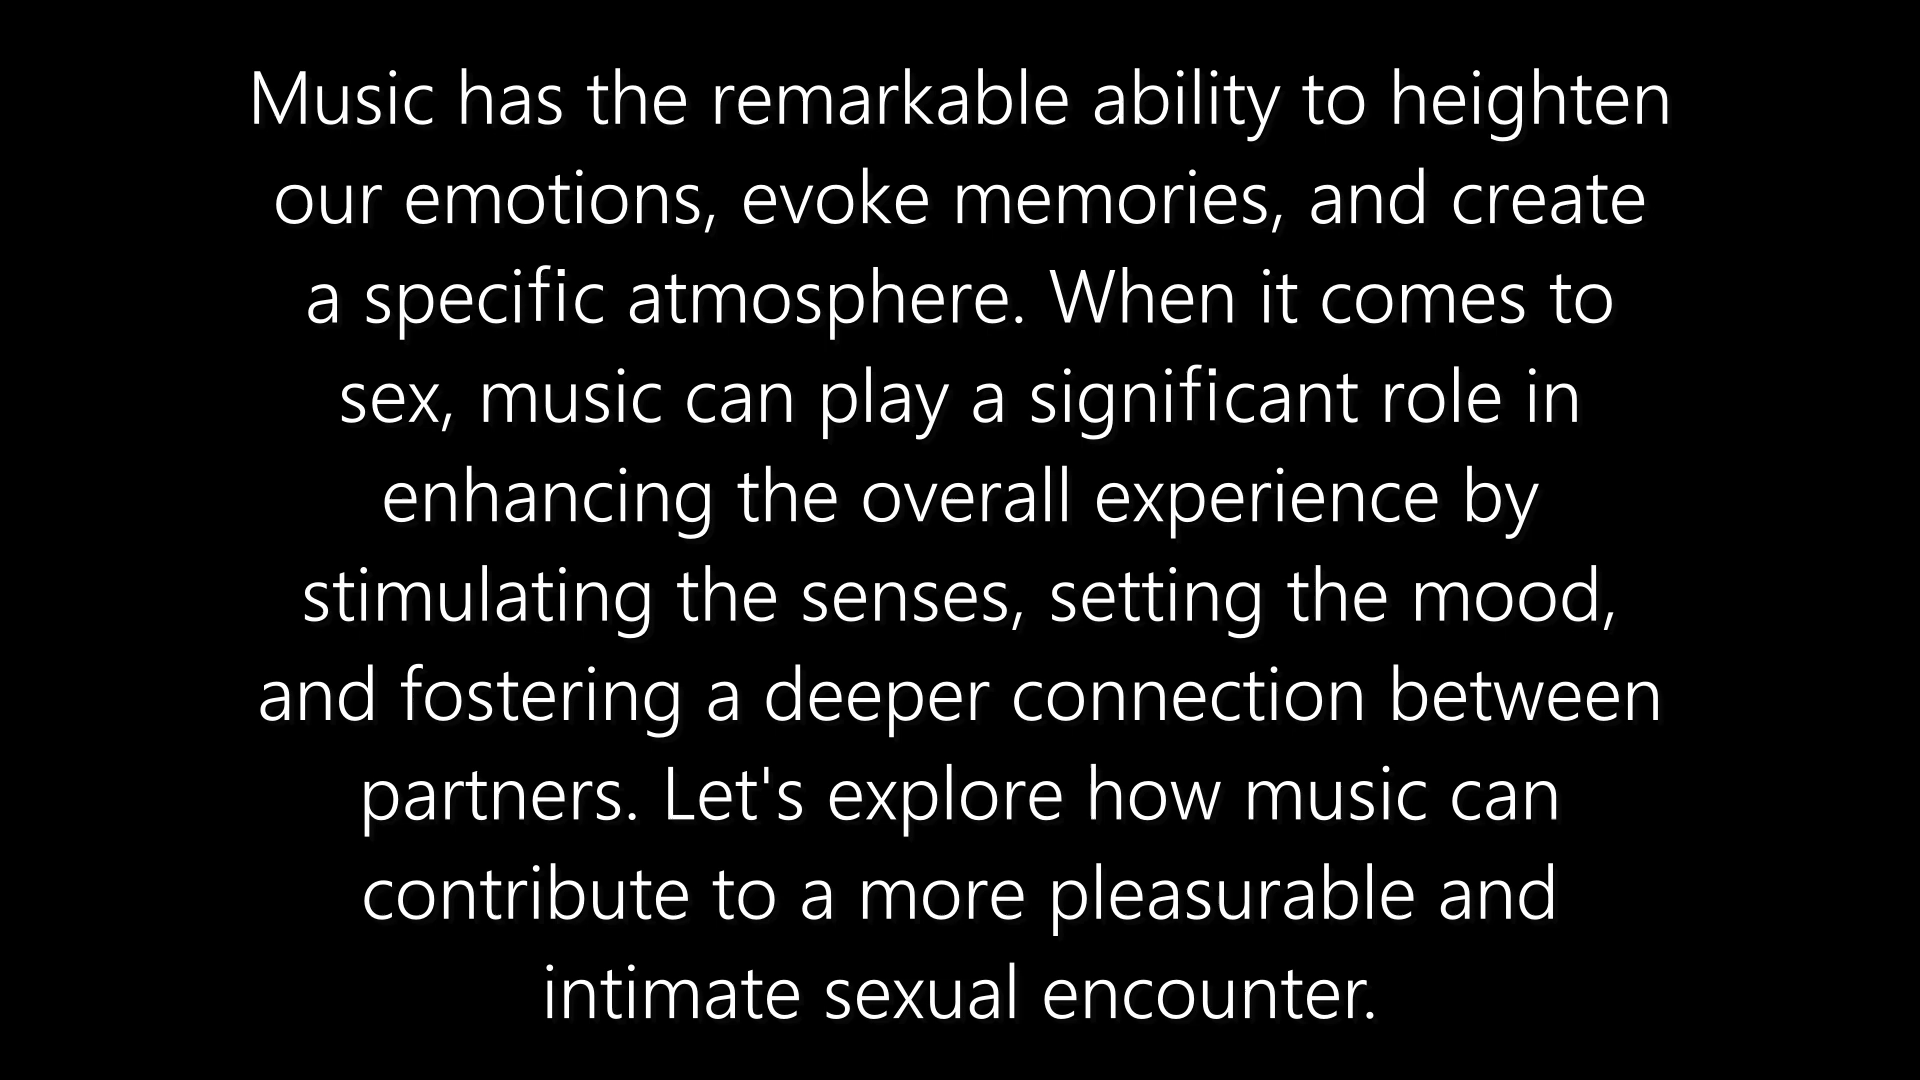 Music has the remarkable ability to heighten
our emotions, evoke memories, and create
a specific atmosphere. When it comes to
sex, music can play a significant role in
enhancing the overall experience by
stimulating the senses, setting the mood,
and fostering a deeper connection between
partners. Let's explore how music can
contribute to a more pleasurable and
intimate sexual encounter.